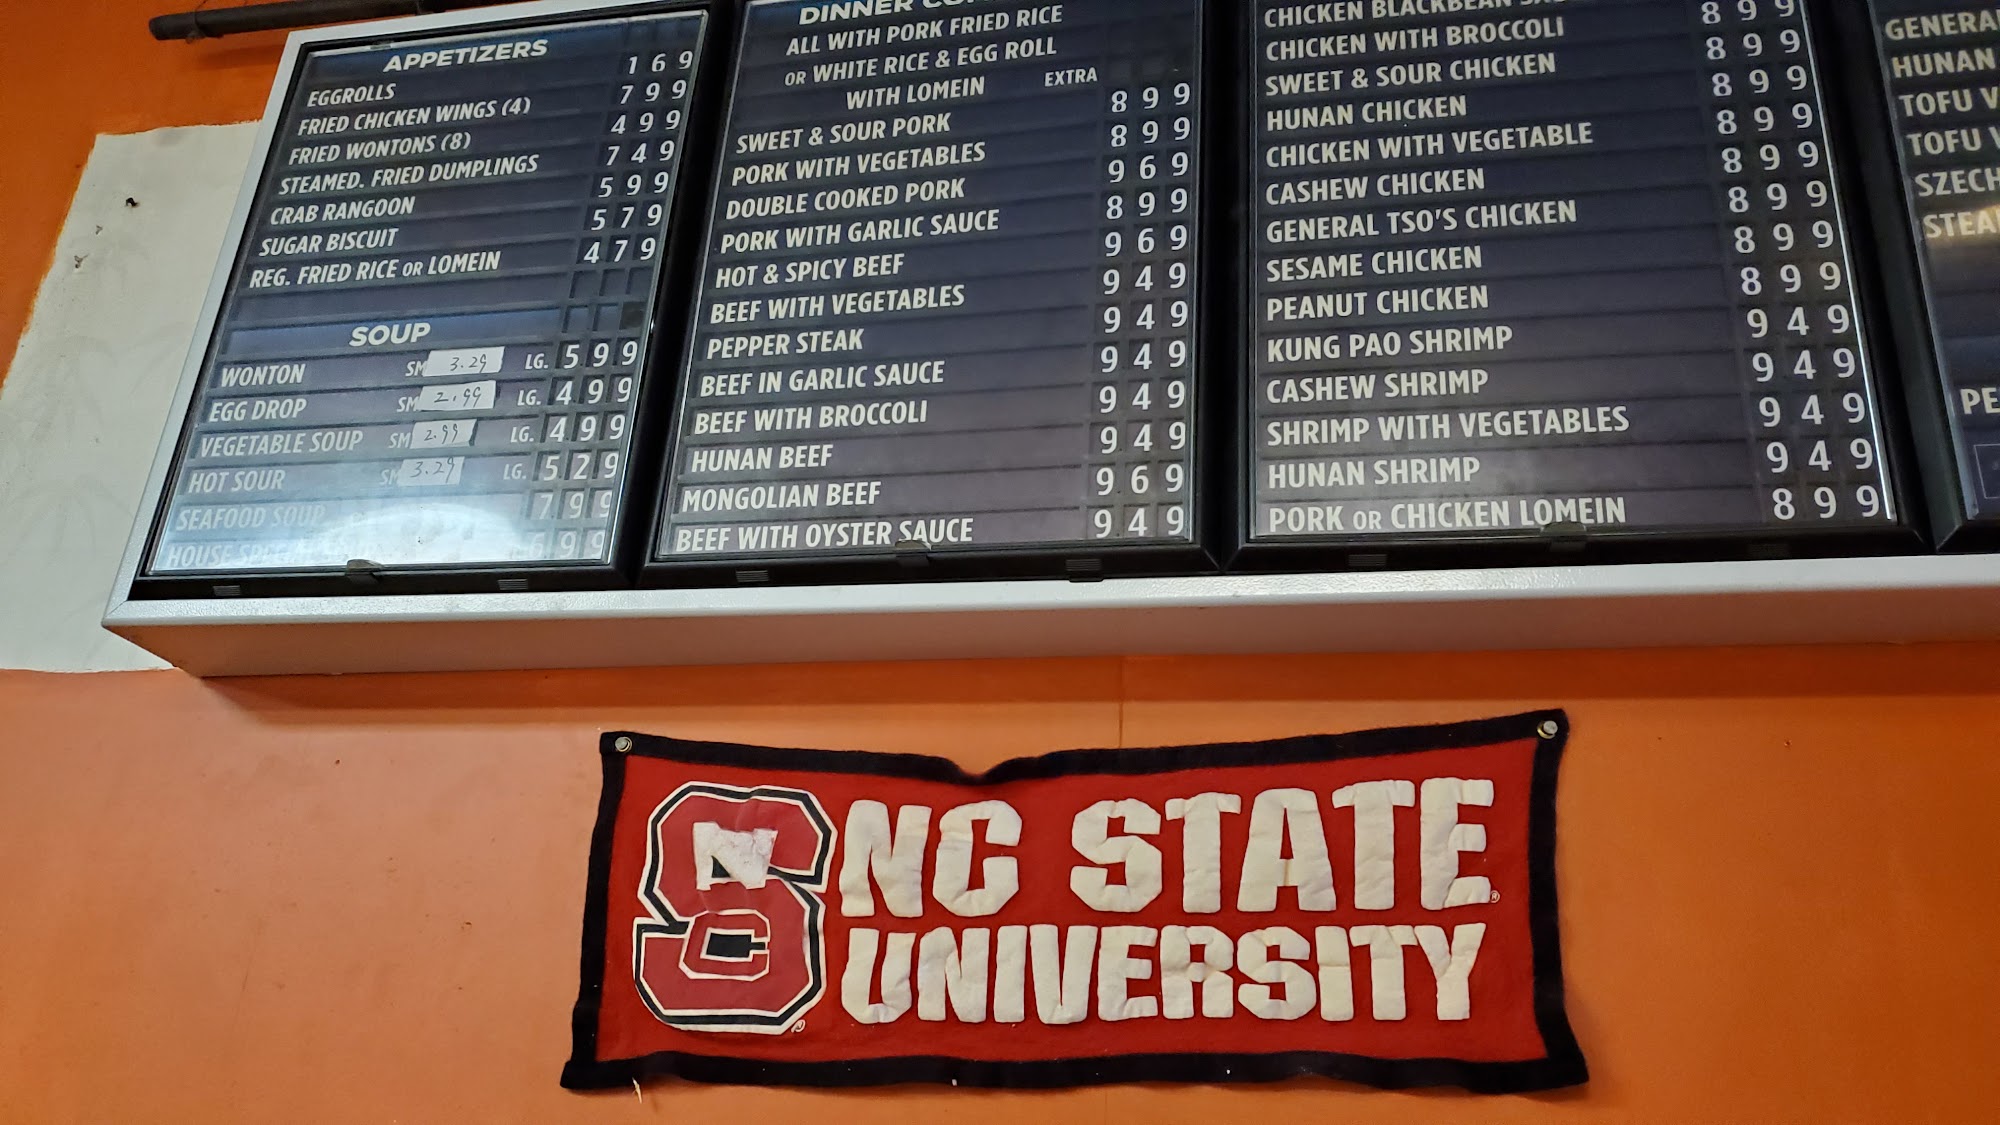 APPETIZERS
EGGROLLS 1 6 9
FRIED CHICKEN WINGS (4) 7 9 9
FRIED WONTONS (8) 4 9 9
STEAMED. FRIED DUMPLINGS 7 4 9
CRAB RANGOON 5 9 9
SUGAR BISCUIT 5 7 9
REG. FRIED RICE OR LOMEIN 4 7 9
SOUP
WONTON SM 3.29 LG. 5 9 9
EGG DROP SM 2.99 LG. 4 9 9
VEGETABLE SOUP SM 2.99 LG. 4 9 9
HOT SOUR SM 3.29 LG. 5 2 9
SEAFOOD SOUP 7 9 9
HOUSE 6 9 9
DINNER
ALL WITH PORK FRIED RICE
OR WHITE RICE & EGG ROLL
WITH LOMEIN EXTRA
SWEET & SOUR PORK 8 9 9
PORK WITH VEGETABLES 8 9 9
DOUBLE COOKED PORK 9 6 9
PORK WITH GARLIC SAUCE 8 9 9
HOT & SPICY BEEF 9 6 9
BEEF WITH VEGETABLES 9 4 9
PEPPER STEAK 9 4 9
BEEF IN GARLIC SAUCE 9 4 9
BEEF WITH BROCCOLI 9 4 9
HUNAN BEEF 9 4 9
MONGOLIAN BEEF 9 6 9
BEEF WITH OYSTER SAUCE 9 4 9
CHICKEN BLACKBEAN
CHICKEN WITH BROCCOLI 8 9 9
SWEET & SOUR CHICKEN 8 9 9
HUNAN CHICKEN 8 9 9
CHICKEN WITH VEGETABLE 8 9 9
CASHEW CHICKEN 8 9 9
GENERAL TSO'S CHICKEN 8 9 9
SESAME CHICKEN 8 9 9
PEANUT CHICKEN 8 9 9
KUNG PAO SHRIMP 9 4 9
CASHEW SHRIMP 9 4 9
SHRIMP WITH VEGETABLES 9 4 9
HUNAN SHRIMP 9 4 9
PORK OR CHICKEN LOMEIN 8 9 9
GENERA
HUNAN
TOFU V
TOFU V
SZECH
STEA
PE
NSC
NC STATE
UNIVERSITY